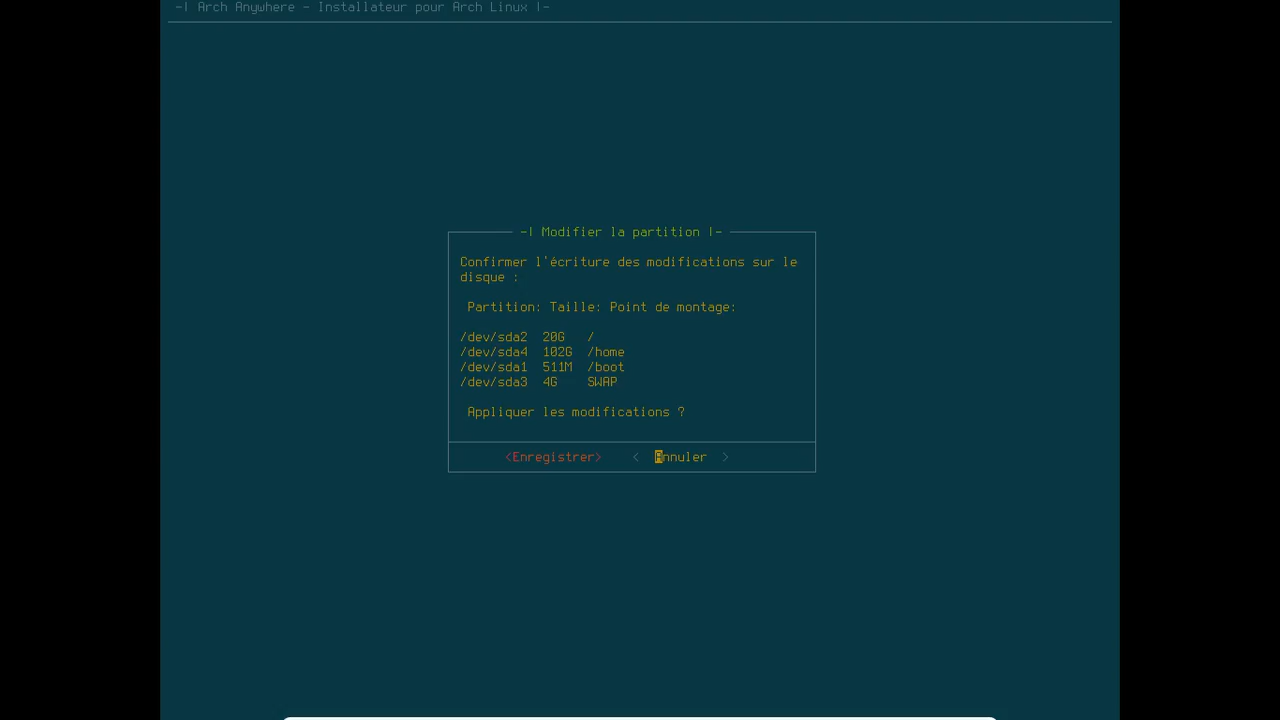 -| Arch Anywhere - Installateur pour Arch Linux |-
-| Modifier la partition |-
Confirmer l'écriture des modifications sur le
disque :
Partition: Taille: Point de montage:
/dev/sda2 20G /
/dev/sda4 102G /home
/dev/sda1 511M /boot
/dev/sda3 4G SWAP
Appliquer les modifications ?
<Enregistrer> < Annuler >